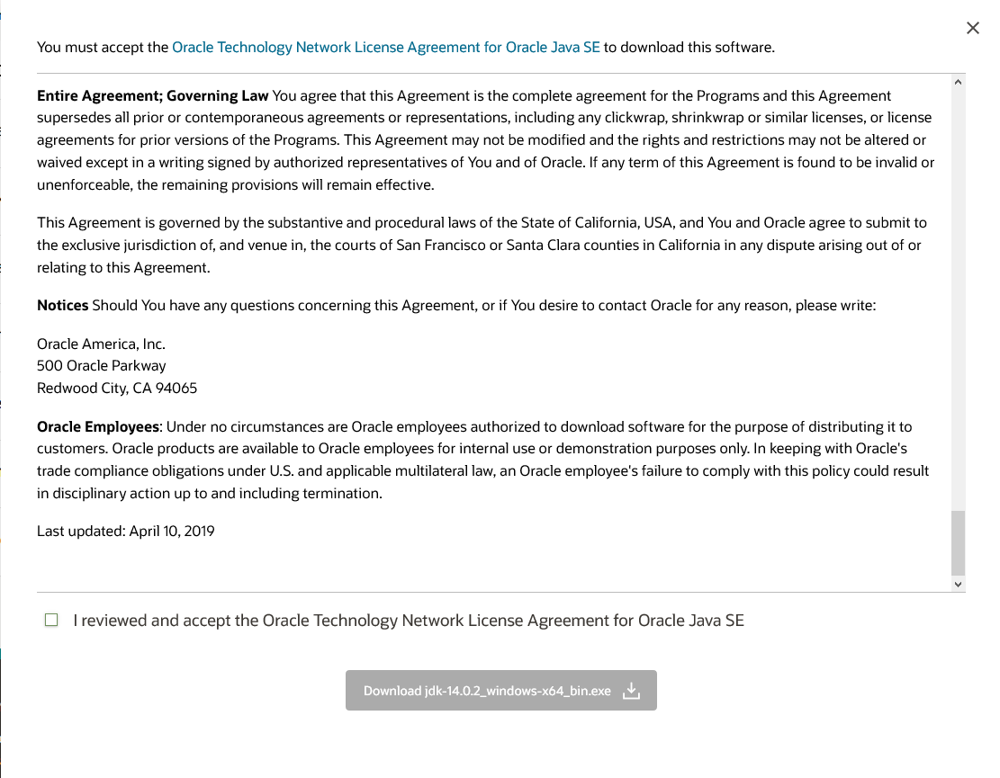 You must accept the Oracle Technology Network License Agreement for Oracle Java SE to download this software.
Entire Agreement; Governing Law You agree that this Agreement is the complete agreement for the Programs and this Agreement
supersedes all prior or contemporaneous agreements or representations, including any clickwrap, shrinkwrap or similar licenses, or license
agreements for prior versions of the Programs. This Agreement may not be modified and the rights and restrictions may not be altered or
waived except in a writing signed by authorized representatives of You and of Oracle. If any term of this Agreement is found to be invalid or
unenforceable, the remaining provisions will remain effective.
This Agreement is governed by the substantive and procedural laws of the State of California, USA, and You and Oracle agree to submit to
the exclusive jurisdiction of, and venue in, the courts of San Francisco or Santa Clara counties in California in any dispute arising out of or
relating to this Agreement.
Notices Should You have any questions concerning this Agreement, or if You desire to contact Oracle for any reason, please write:
Oracle America, Inc.
500 Oracle Parkway
Redwood City, CA 94065
Oracle Employees: Under no circumstances are Oracle employees authorized to download software for the purpose of distributing it to
customers. Oracle products are available to Oracle employees for internal use or demonstration purposes only. In keeping with Oracle's
trade compliance obligations under U.S. and applicable multilateral law, an Oracle employee's failure to comply with this policy could result
in disciplinary action up to and including termination.
Last updated: April 10, 2019
I reviewed and accept the Oracle Technology Network License Agreement for Oracle Java SE
Download jdk-14.0.2_windows-x64_bin.exe